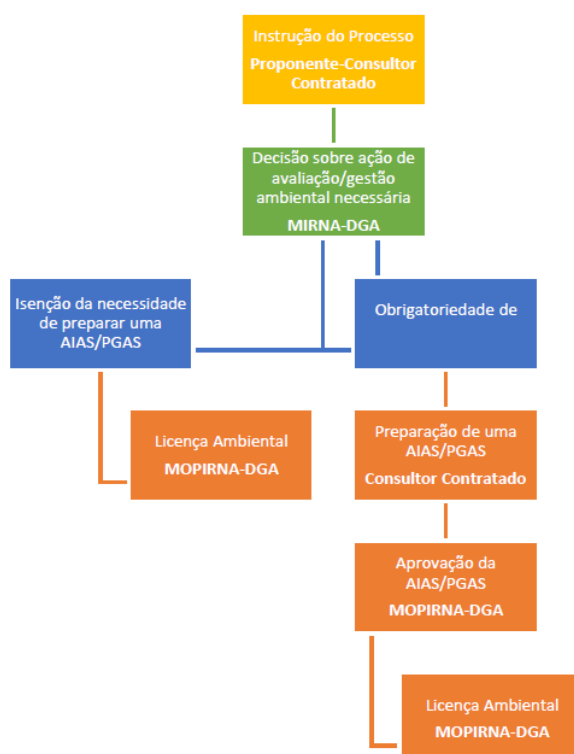 Instrução do Processo
Proponente-Consultor
Contratado
Decisão sobre ação de
avaliação/gestão
ambiental necessária
MIRNA-DGA
Isenção da necessidade
de preparar uma
AIAS/PGAS
Obrigatoriedade de
Licença Ambiental
MOPIRNA-DGA
Preparação de uma
AIAS/PGAS
Consultor Contratado
Aprovação da
AIAS/PGAS
MOPIRNA-DGA
Licença Ambiental
MOPIRNA-DGA